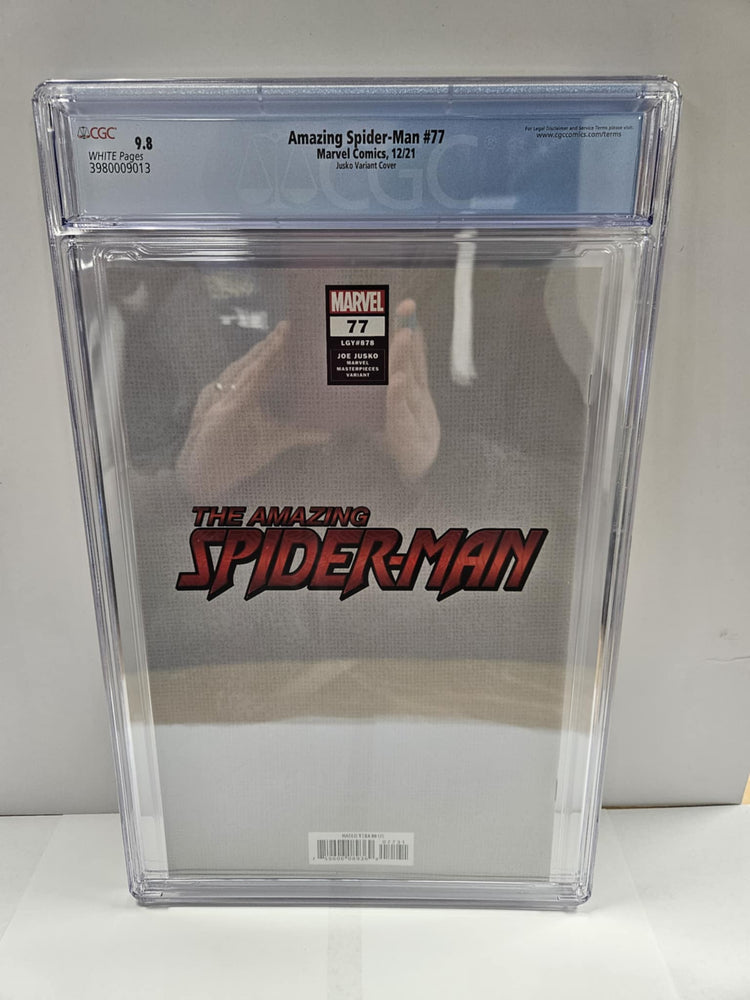 CGC
9.8
WHITE Pages
3980009013
Amazing Spider-Man #77
Marvel Comics, 12/21
Jusko Variant Cover
For Legal Disclaimer and Service Terms please visit:
www.cgccomics.com/terms
CGC
MARVEL
77
LGY#878
JOE JUSKO
MARVEL
MASTERPIECES
VARIANT
THE AMAZING
SPIDER-MAN
07731